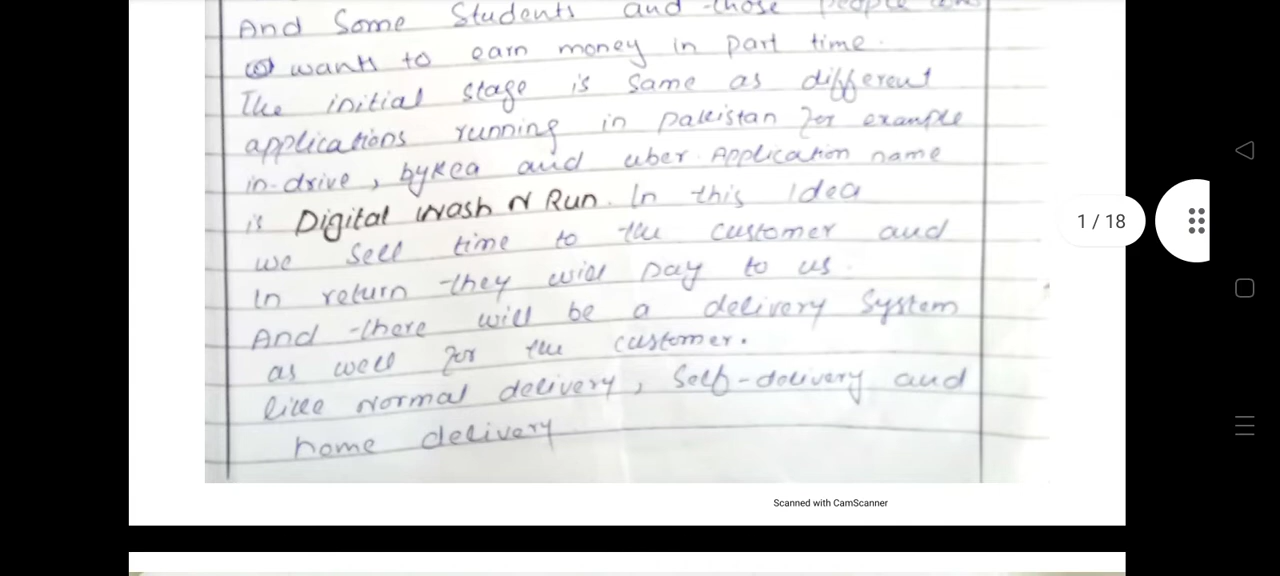 And Some Students and those people
wants to earn money in part time.
The initial stage is same as different
applications running in pakistan for example
in-drive, bykea and uber. Application name
is Digital Wash N Run. In this Idea
we sell time to the customer and
In return they will pay to us.
And there will be a delivery System
as well for the customer.
like Normal delivery, Self-delivery and
home delivery
1 / 18
Scanned with CamScanner